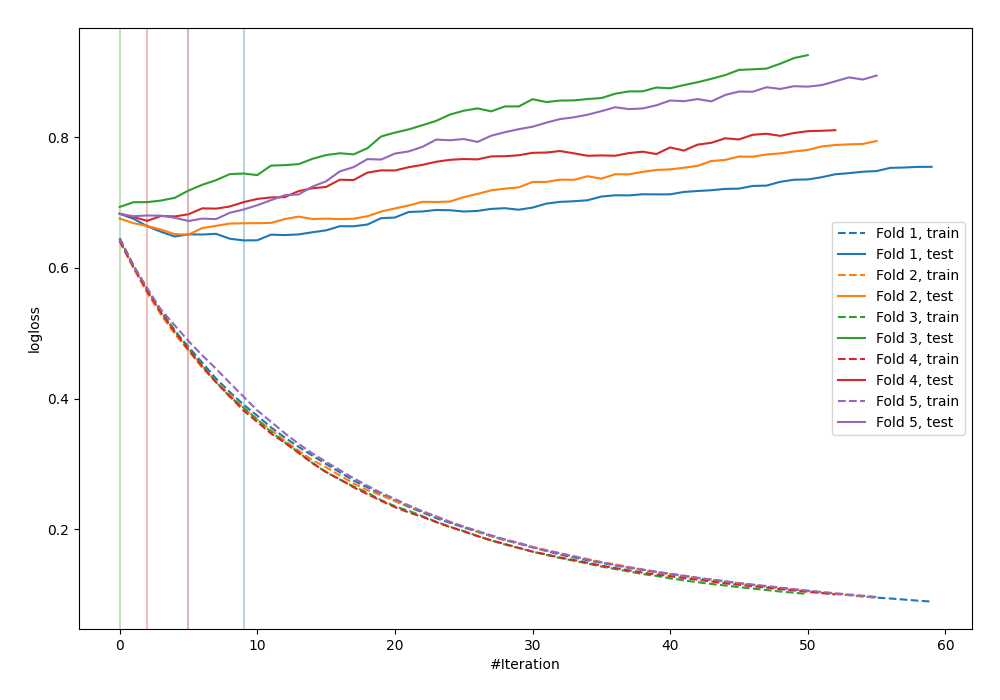 logloss
0.8
0.6
0.4
0.2
0
10
20
30
40
50
60
#Iteration
Fold 1, train
Fold 1, test
Fold 2, train
Fold 2, test
Fold 3, train
Fold 3, test
Fold 4, train
Fold 4, test
Fold 5, train
Fold 5, test